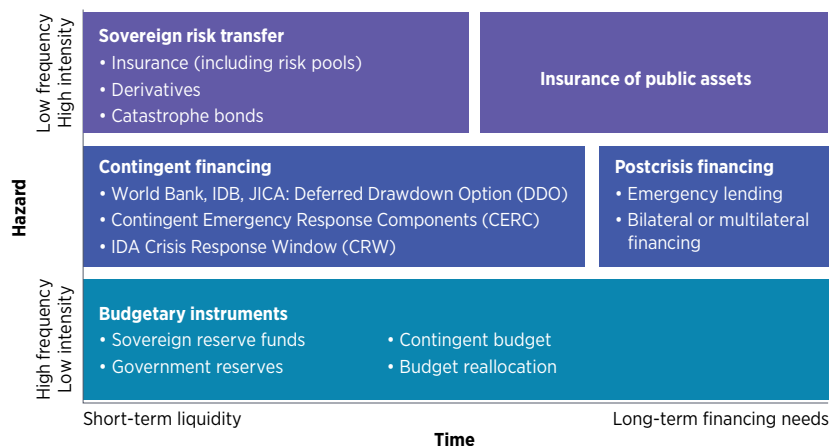 Hazard
Low frequency
High intensity
High frequency
Low intensity
Sovereign risk transfer
• Insurance (including risk pools)
• Derivatives
• Catastrophe bonds
Insurance of public assets
Contingent financing
• World Bank, IDB, JICA: Deferred Drawdown Option (DDO)
• Contingent Emergency Response Components (CERC)
• IDA Crisis Response Window (CRW)
Postcrisis financing
• Emergency lending
• Bilateral or multilateral
financing
Budgetary instruments
• Sovereign reserve funds
• Government reserves
• Contingent budget
• Budget reallocation
Short-term liquidity
Long-term financing needs
Time